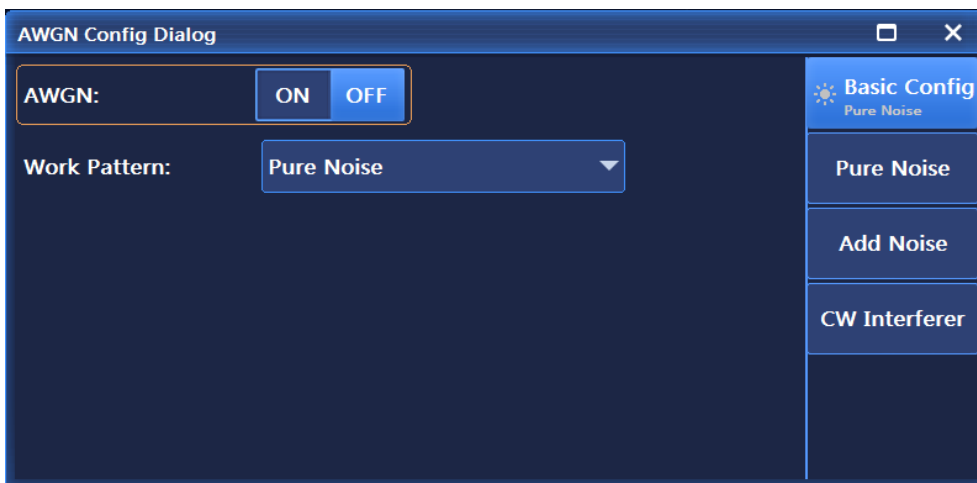 AWGN Config Dialog
AWGN:
ON
OFF
Work Pattern:
Pure Noise
Basic Config
Pure Noise
Pure Noise
Add Noise
CW Interferer